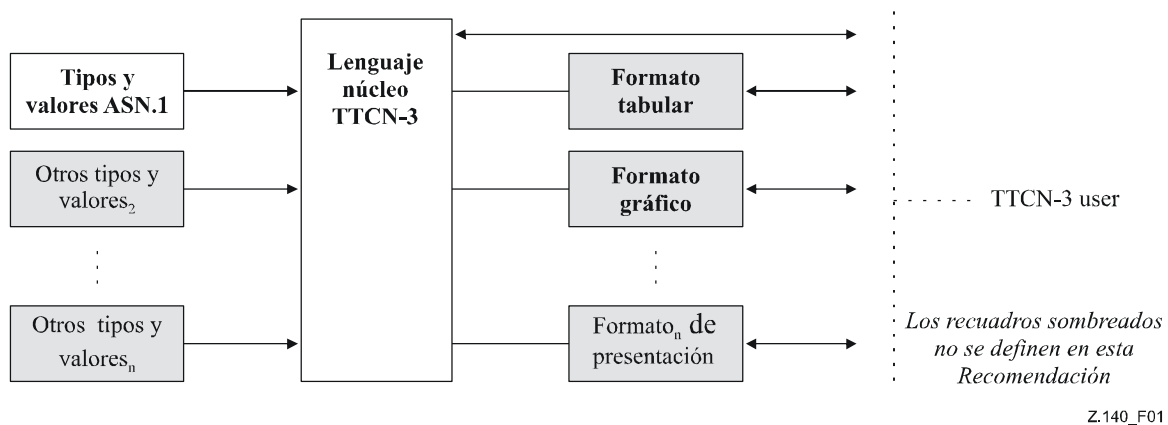 Tipos y
valores ASN.1
Otros tipos y
valores₂
Otros tipos y
valoresₙ
Lenguaje
núcleo
TTCN-3
Formato
tabular
Formato
gráfico
Formatoₙ de
presentación
TTCN-3 user
Los recuadros sombreados
no se definen en esta
Recomendación
Z.140_F01